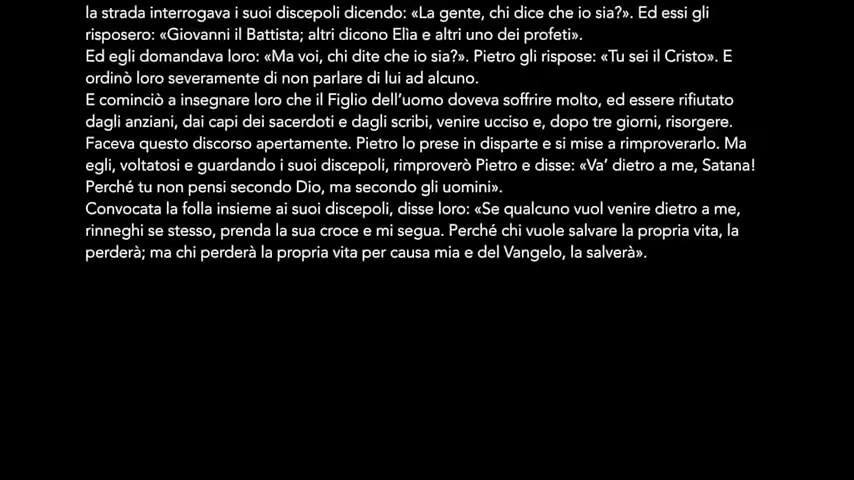 la strada interrogava i suoi discepoli dicendo: «La gente, chi dice che io sia?». Ed essi gli
risposero: «Giovanni il Battista; altri dicono Elìa e altri uno dei profeti».
Ed egli domandava loro: «Ma voi, chi dite che io sia?». Pietro gli rispose: «Tu sei il Cristo». E
ordinò loro severamente di non parlare di lui ad alcuno.
E cominciò a insegnare loro che il Figlio dell’uomo doveva soffrire molto, ed essere rifiutato
dagli anziani, dai capi dei sacerdoti e dagli scribi, venire ucciso e, dopo tre giorni, risorgere.
Faceva questo discorso apertamente. Pietro lo prese in disparte e si mise a rimproverarlo. Ma
egli, voltatosi e guardando i suoi discepoli, rimproverò Pietro e disse: «Va’ dietro a me, Satana!
Perché tu non pensi secondo Dio, ma secondo gli uomini».
Convocata la folla insieme ai suoi discepoli, disse loro: «Se qualcuno vuol venire dietro a me,
rinneghi se stesso, prenda la sua croce e mi segua. Perché chi vuole salvare la propria vita, la
perderà; ma chi perderà la propria vita per causa mia e del Vangelo, la salverà».